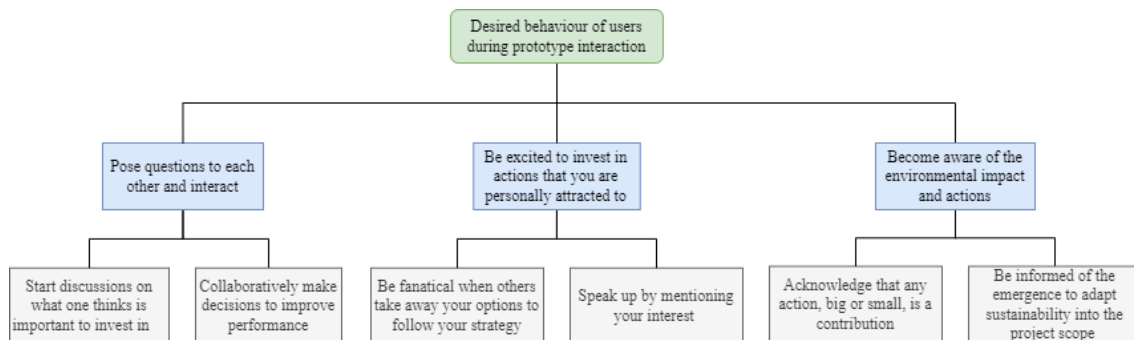 Desired behaviour of users
during prototype interaction
Pose questions to each
other and interact
Be excited to invest in
actions that you are
personally attracted to
Become aware of the
environmental impact
and actions
Start discussions on
what one thinks is
important to invest in
Collaboratively make
decisions to improve
performance
Be fanatical when others
take away your options to
follow your strategy
Speak up by mentioning
your interest
Acknowledge that any
action, big or small, is a
contribution
Be informed of the
emergence to adapt
sustainability into the
project scope